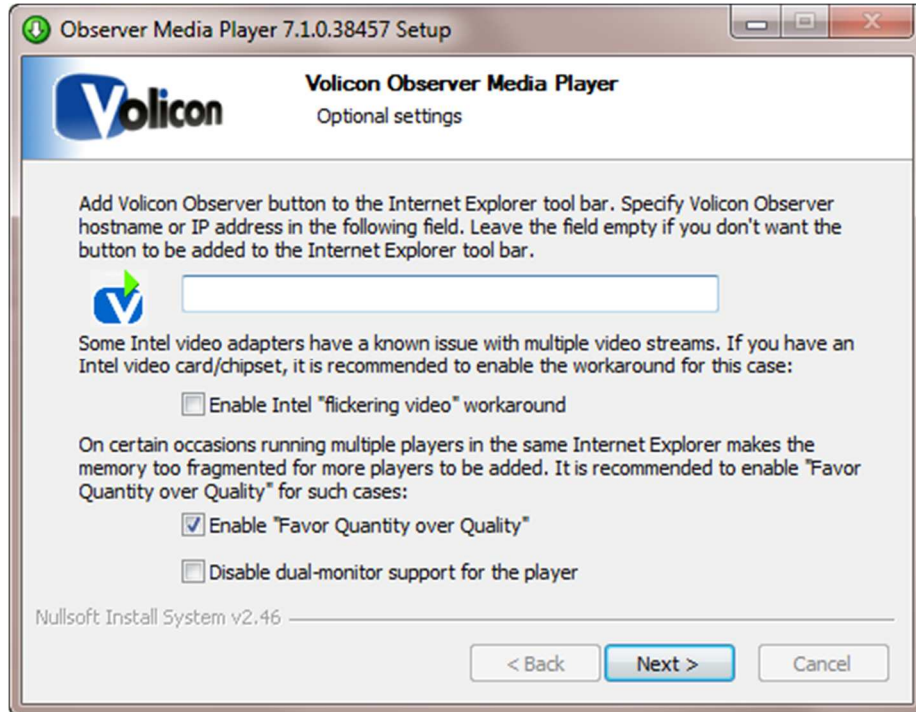 Observer Media Player 7.1.0.38457 Setup
Volicon
Volicon Observer Media Player
Optional settings
Add Volicon Observer button to the Internet Explorer tool bar. Specify Volicon Observer
hostname or IP address in the following field. Leave the field empty if you don't want the
button to be added to the Internet Explorer tool bar.
V
Some Intel video adapters have a known issue with multiple video streams. If you have an
Intel video card/chipset, it is recommended to enable the workaround for this case:
Enable Intel "flickering video" workaround
On certain occasions running multiple players in the same Internet Explorer makes the
memory too fragmented for more players to be added. It is recommended to enable "Favor
Quantity over Quality" for such cases:
Enable "Favor Quantity over Quality"
Disable dual-monitor support for the player
Nullsoft Install System v2.46
< Back
Next >
Cancel